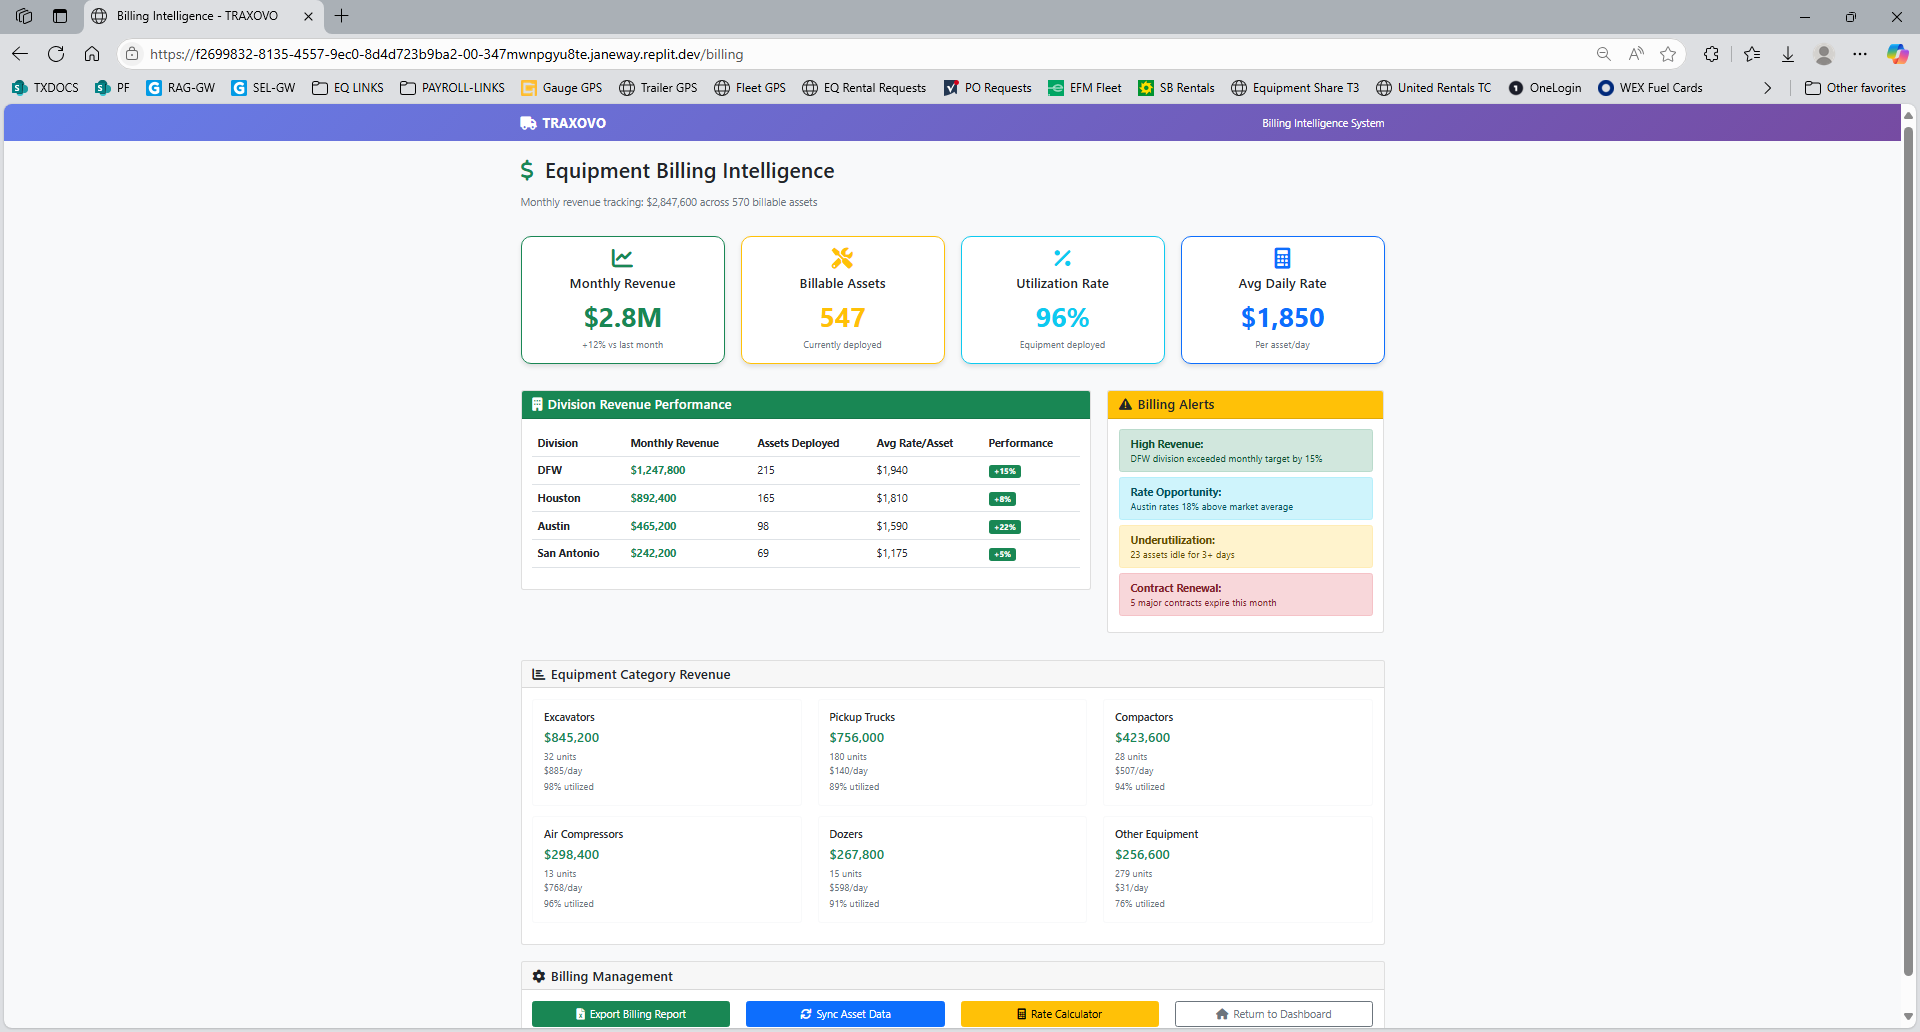 Billing Intelligence - TRAXOVO
https://f2699832-8135-4557-9ec0-8d4d723b9ba2-00-347mwnpgyu8te.janeway.replit.dev/billing
TXDOCS PF RAG-GW SEL-GW EQ LINKS PAYROLL-LINKS Gauge GPS Trailer GPS Fleet GPS EQ Rental Requests PO Requests EFM Fleet SB Rentals Equipment Share T3 United Rentals TC OneLogin WEX Fuel Cards Other favorites
TRAXOVO
Billing Intelligence System
Equipment Billing Intelligence
Monthly revenue tracking: $2,847,600 across 570 billable assets
Monthly Revenue
$2.8M
+12% vs last month
Billable Assets
547
Currently deployed
Utilization Rate
96%
Equipment deployed
Avg Daily Rate
$1,850
Per asset/day
Division Revenue Performance
Division Monthly Revenue Assets Deployed Avg Rate/Asset Performance
DFW $1,247,800 215 $1,940 +15%
Houston $892,400 165 $1,810 +8%
Austin $465,200 98 $1,590 +22%
San Antonio $242,200 69 $1,175 +5%
Billing Alerts
High Revenue:
DFW division exceeded monthly target by 15%
Rate Opportunity:
Austin rates 18% above market average
Underutilization:
23 assets idle for 3+ days
Contract Renewal:
5 major contracts expire this month
Equipment Category Revenue
Excavators
$845,200
32 units
$885/day
98% utilized
Pickup Trucks
$756,000
180 units
$140/day
89% utilized
Compactors
$423,600
28 units
$507/day
94% utilized
Air Compressors
$298,400
13 units
$768/day
96% utilized
Dozers
$267,800
15 units
$598/day
91% utilized
Other Equipment
$256,600
279 units
$31/day
76% utilized
Billing Management
Export Billing Report
Sync Asset Data
Rate Calculator
Return to Dashboard